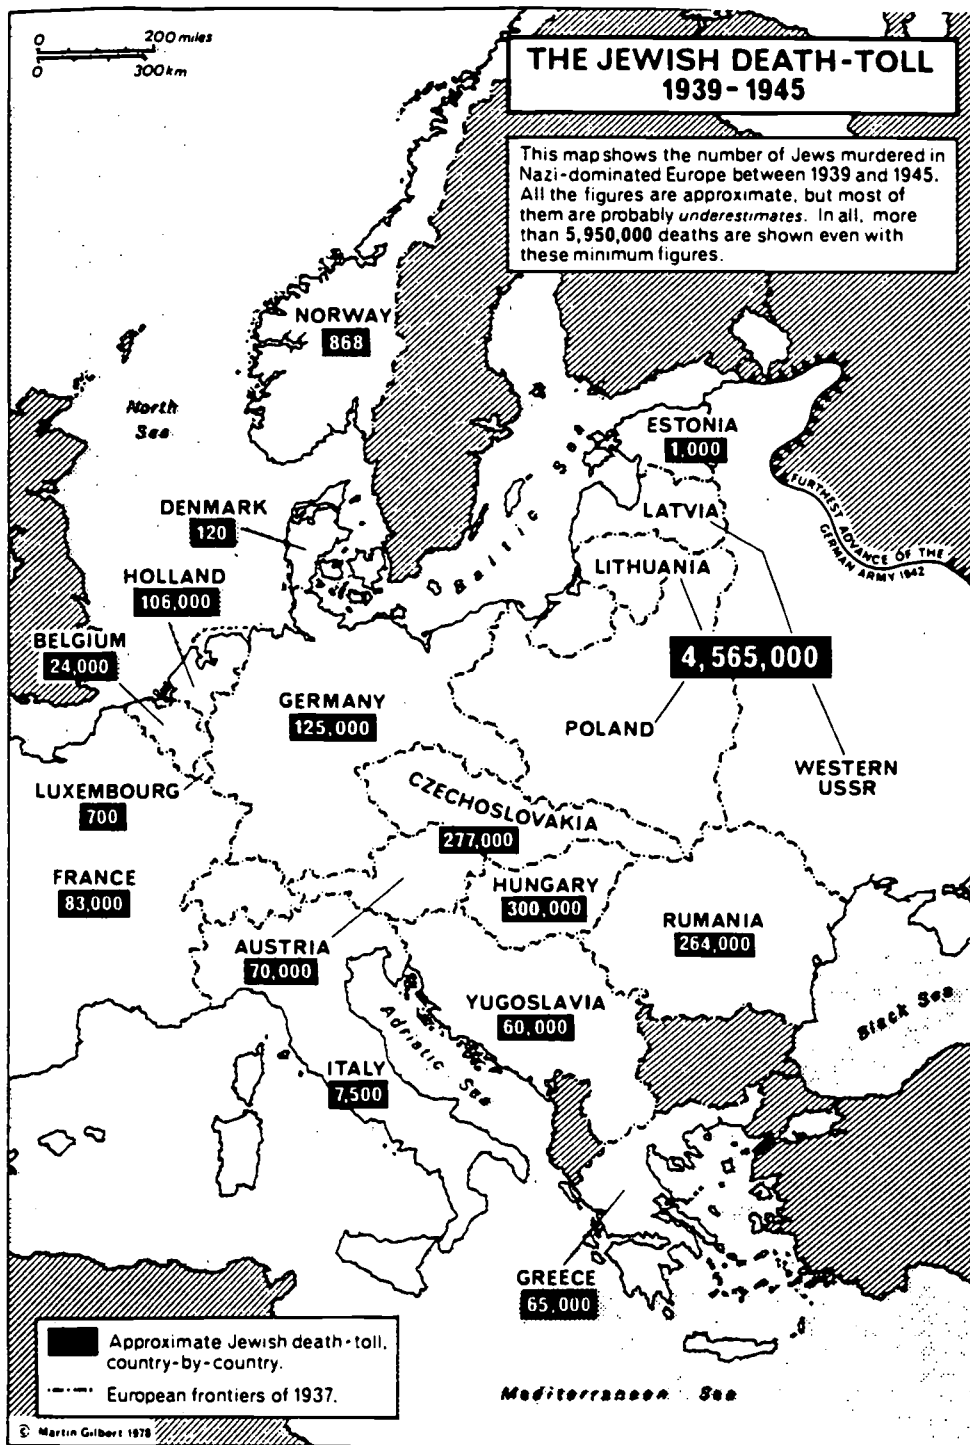 0 200 miles
0 300 km
THE JEWISH DEATH-TOLL
1939-1945
This map shows the number of Jews murdered in
Nazi-dominated Europe between 1939 and 1945.
All the figures are approximate, but most of
them are probably underestimates. In all, more
than 5,950,000 deaths are shown even with
these minimum figures.
NORWAY
868
North
Sea
ESTONIA
1,000
Baltic Sea
FURTHEST ADVANCE OF THE
GERMAN ARMY 1942
DENMARK
120
LATVIA
LITHUANIA
HOLLAND
106,000
BELGIUM
24,000
4,565,000
GERMANY
125,000
POLAND
WESTERN
USSR
LUXEMBOURG
700
CZECHOSLOVAKIA
277,000
FRANCE
83,000
HUNGARY
300,000
RUMANIA
264,000
AUSTRIA
70,000
YUGOSLAVIA
60,000
Adriatic Sea
Black Sea
ITALY
7,500
GREECE
65,000
Mediterranean Sea
Approximate Jewish death-toll,
country-by-country.
European frontiers of 1937.
© Martin Gilbert 1978